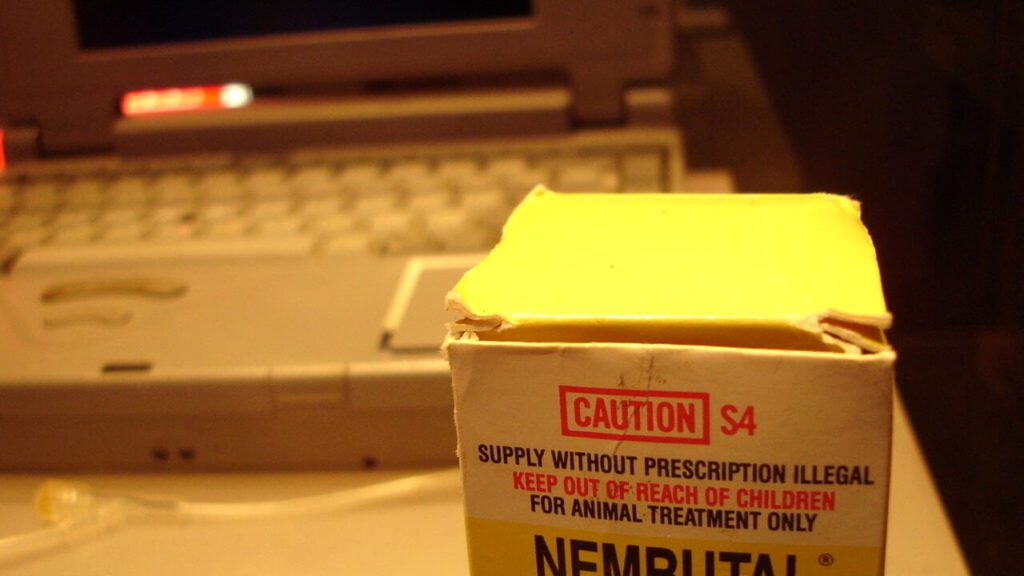 CAUTION S4
SUPPLY WITHOUT PRESCRIPTION ILLEGAL
KEEP OUT OF REACH OF CHILDREN
FOR ANIMAL TREATMENT ONLY
NEMBUTAL ®